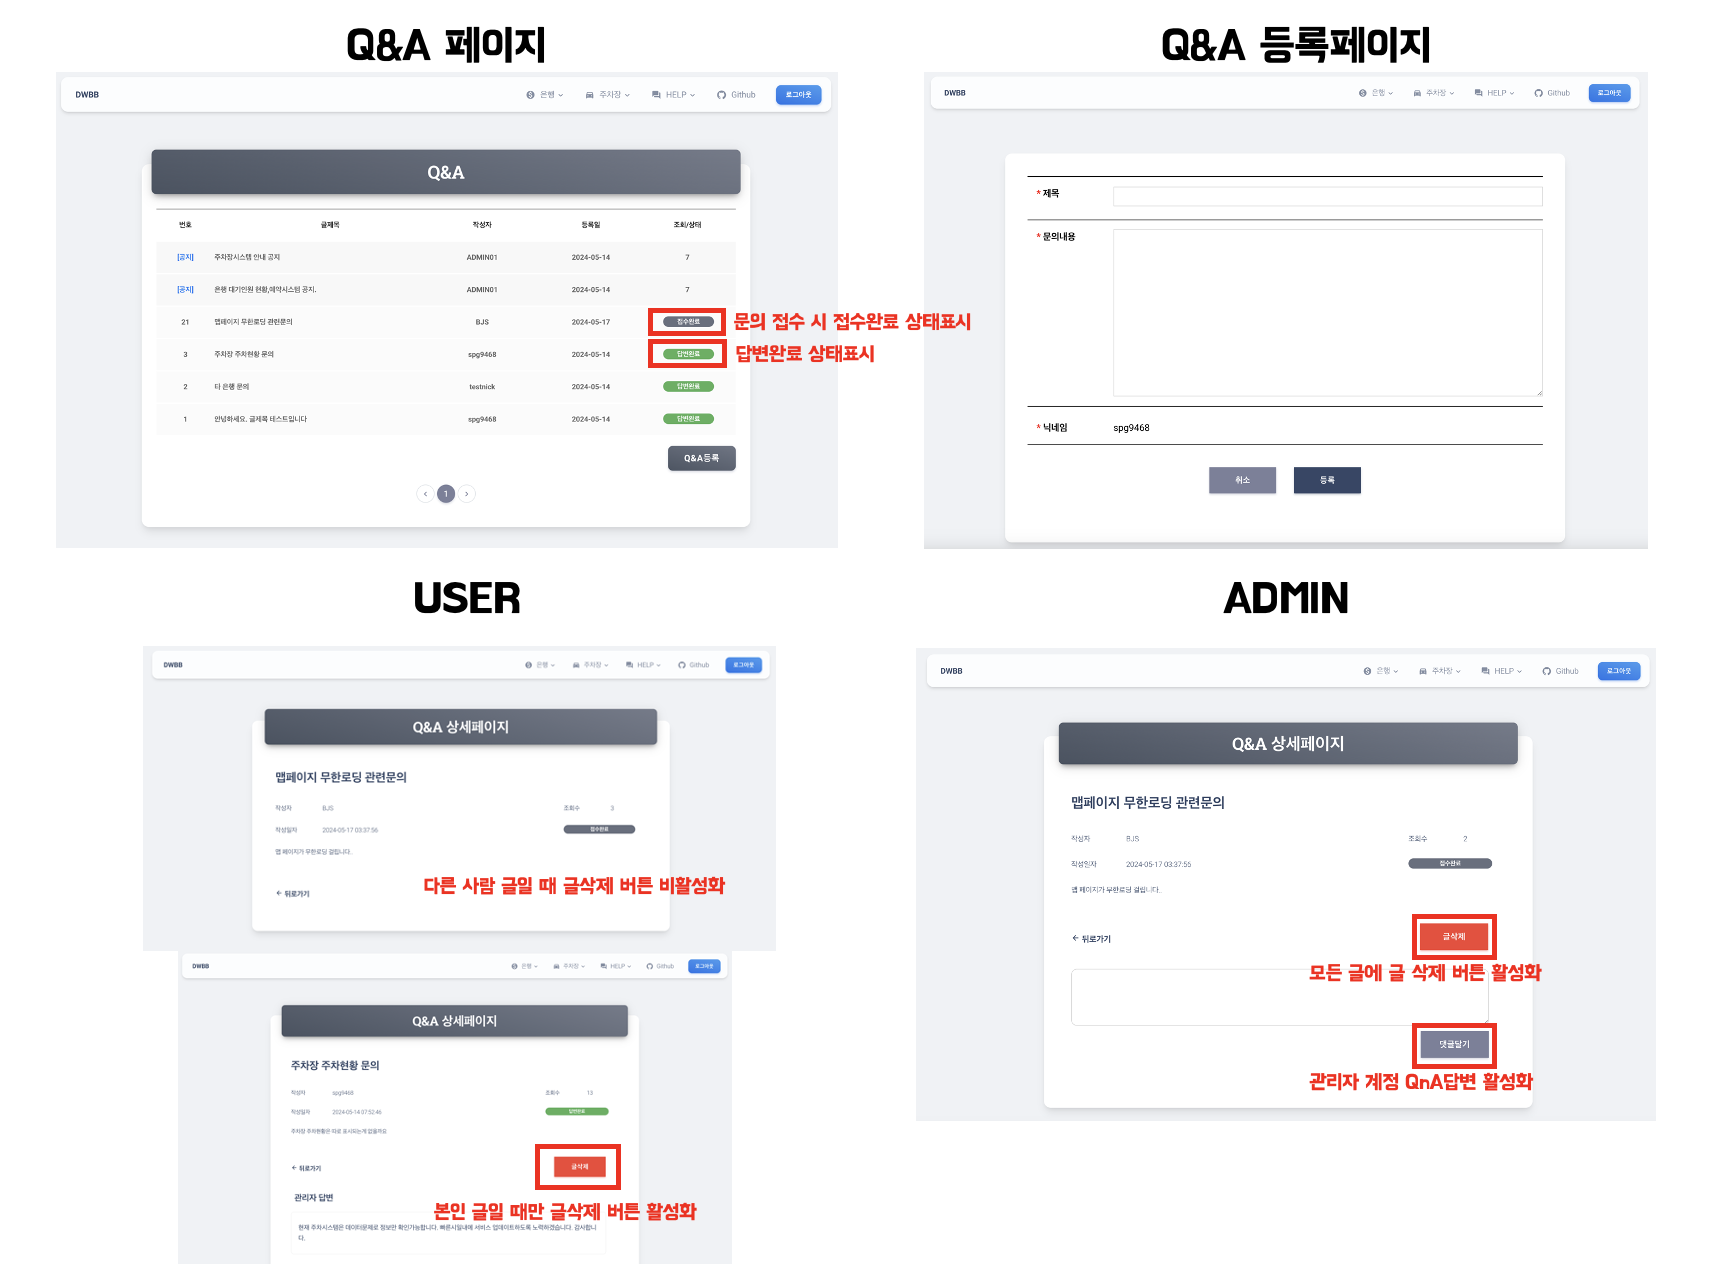 Q&A 페이지
DWBB 은행 주차장 HELP Github 로그아웃
Q&A
번호 글제목 작성자 등록일 조회/상태
[공지] 주차장시스템 안내 공지 ADMIN01 2024-05-14 7
[공지] 은행 대기인원 현황,예약시스템 공지. ADMIN01 2024-05-14 7
21 맵페이지 무한로딩 관련문의 BJS 2024-05-17 접수완료
문의 접수 시 접수완료 상태표시
3 주차장 주차현황 문의 spg9468 2024-05-14 답변완료
답변완료 상태표시
2 타 은행 문의 testnick 2024-05-14 답변완료
1 안녕하세요. 글제목 테스트입니다 spg9468 2024-05-14 답변완료
Q&A등록
1
Q&A 등록페이지
DWBB 은행 주차장 HELP Github 로그아웃
* 제목
* 문의내용
* 닉네임 spg9468
취소 등록
USER
DWBB 은행 주차장 HELP Github 로그아웃
Q&A 상세페이지
맵페이지 무한로딩 관련문의
작성자 BJS 조회수 3
작성일자 2024-05-17 03:37:56 접수완료
맵 페이지가 무한로딩 걸립니다..
다른 사람 글일 때 글삭제 버튼 비활성화
← 뒤로가기
DWBB 은행 주차장 HELP Github 로그아웃
Q&A 상세페이지
주차장 주차현황 문의
작성자 spg9468 조회수 13
작성일자 2024-05-14 07:52:46 답변완료
주차장 주차현황은 따로 표시되는게 없을까요
← 뒤로가기 글삭제
관리자 답변
본인 글일 때만 글삭제 버튼 활성화
현재 주차시스템은 데이터문제로 정보만 확인가능합니다. 빠른시일내에 서비스 업데이트하도록 노력하겠습니다. 감사합니
다.
ADMIN
DWBB 은행 주차장 HELP Github 로그아웃
Q&A 상세페이지
맵페이지 무한로딩 관련문의
작성자 BJS 조회수 2
작성일자 2024-05-17 03:37:56 접수완료
맵 페이지가 무한로딩 걸립니다..
← 뒤로가기 글삭제
모든 글에 글 삭제 버튼 활성화
댓글달기
관리자 계정 QnA답변 활성화